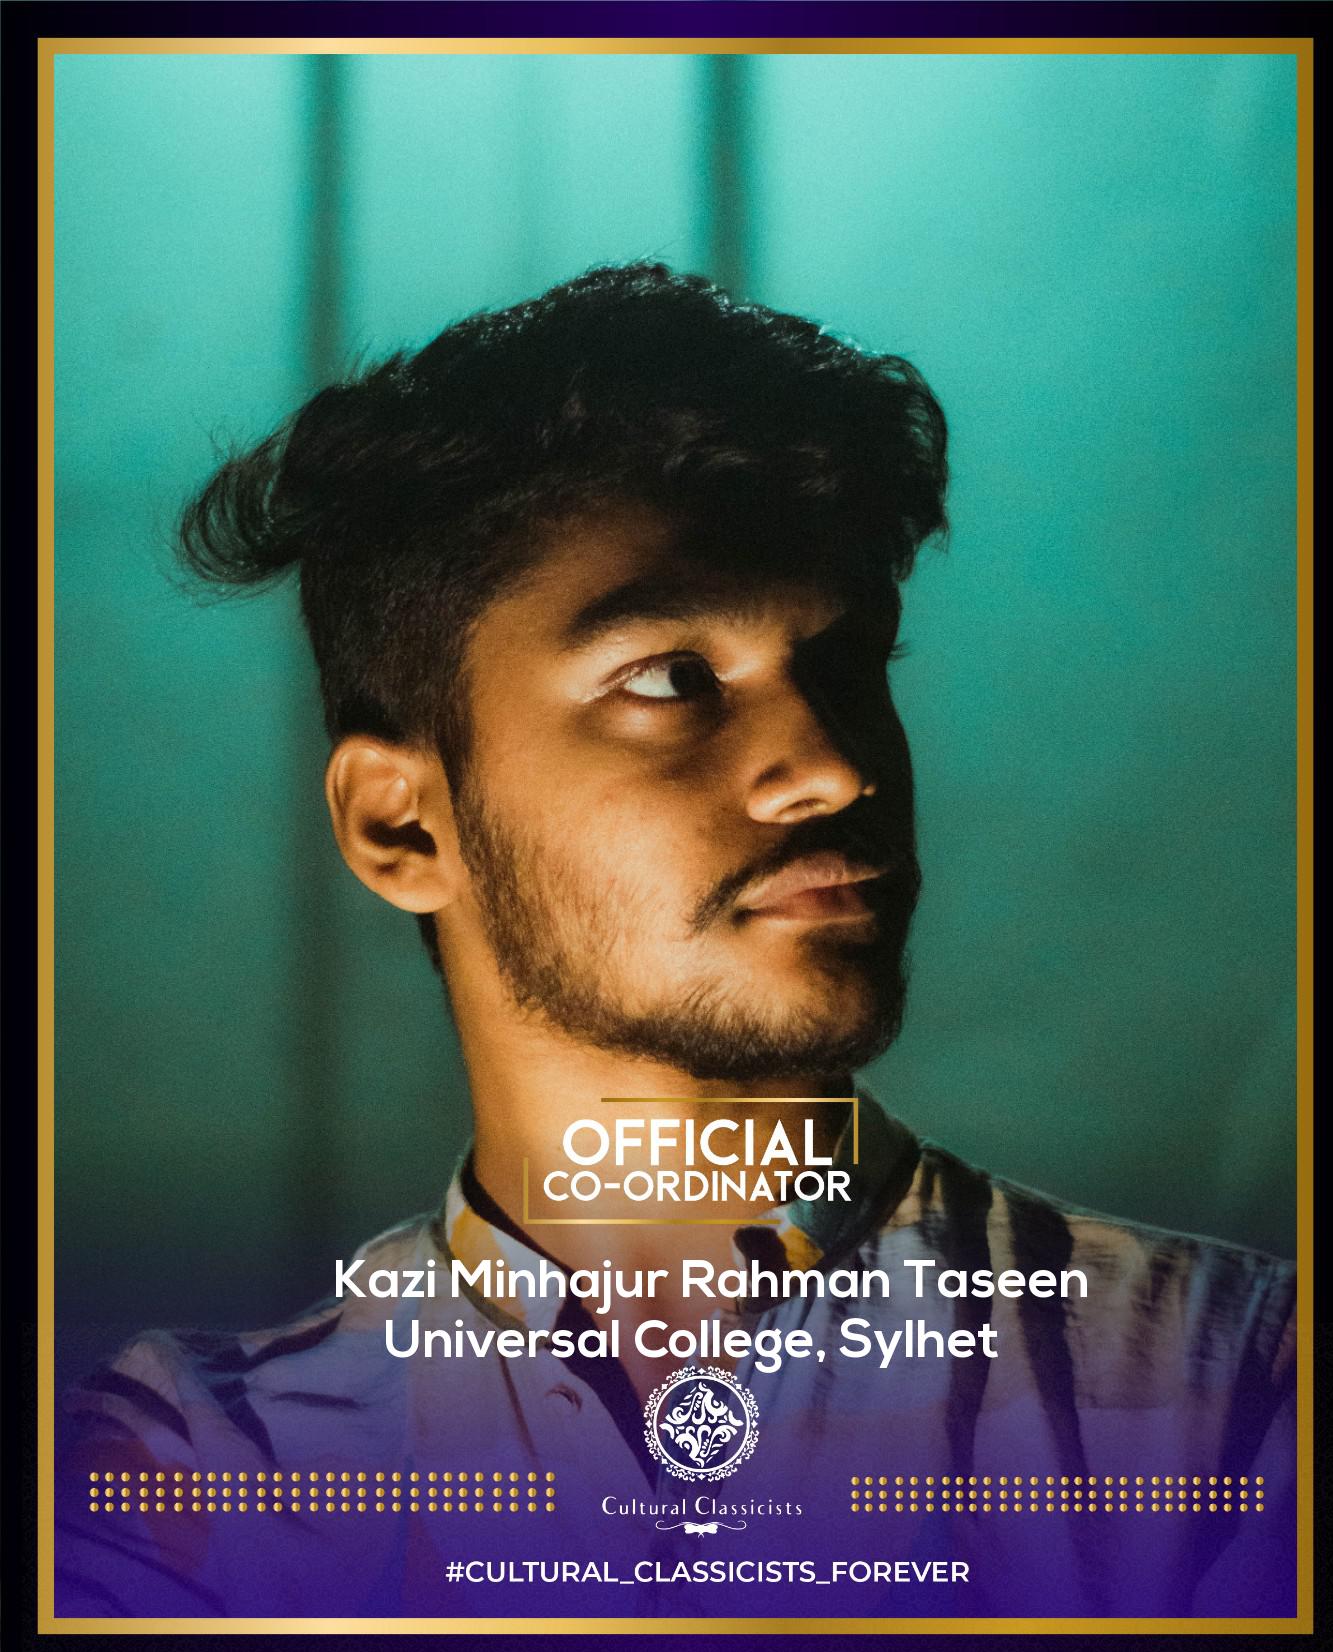 OFFICIAL
CO-ORDINATOR
Kazi Minhajur Rahman Taseen
Universal College, Sylhet
Cultural Classicists
#CULTURAL_CLASSICISTS_FOREVER